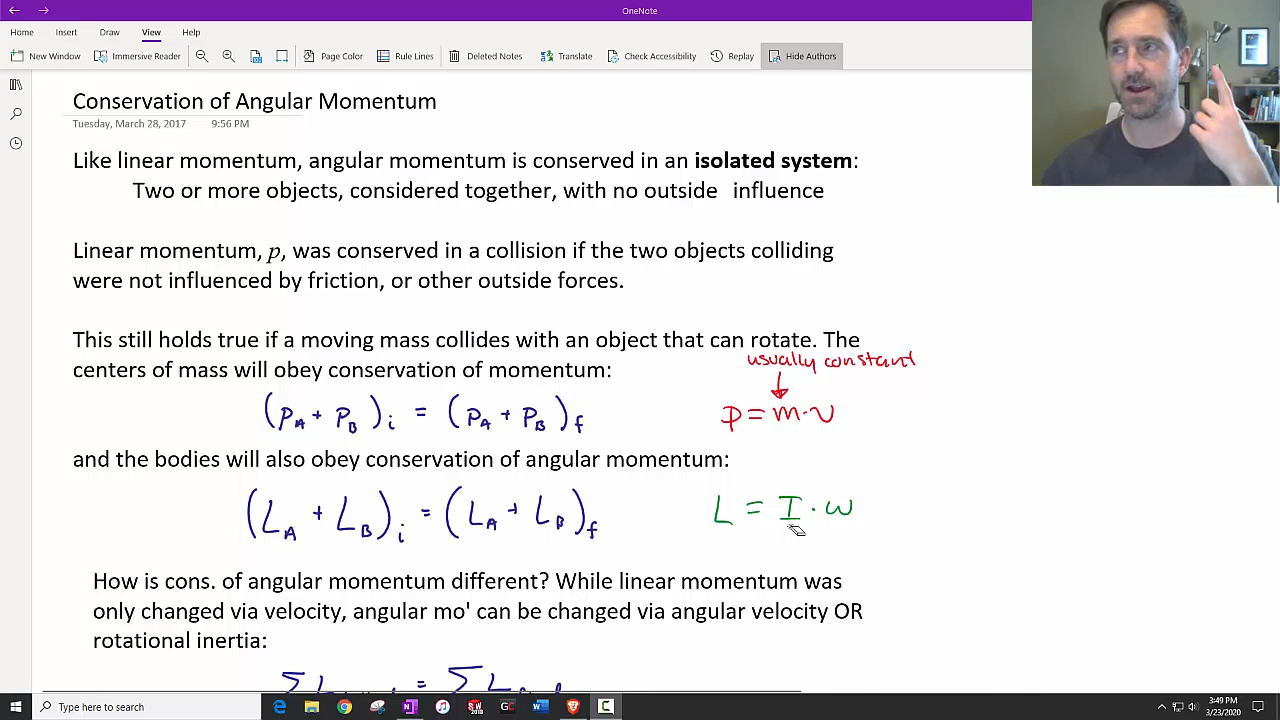 OneNote
Home Insert Draw View Help
New Window Immersive Reader Page Color Rule Lines Deleted Notes Translate Check Accessibility Replay Hide Authors
Conservation of Angular Momentum
Tuesday, March 28, 2017 9:56 PM
Like linear momentum, angular momentum is conserved in an isolated system:
Two or more objects, considered together, with no outside influence
Linear momentum, p, was conserved in a collision if the two objects colliding
were not influenced by friction, or other outside forces.
This still holds true if a moving mass collides with an object that can rotate. The
usually constant
centers of mass will obey conservation of momentum:
(pA + pB)i = (pA + pB)f
p = m·v
and the bodies will also obey conservation of angular momentum:
(LA + LB)i = (LA + LB)f
L = I · ω
How is cons. of angular momentum different? While linear momentum was
only changed via velocity, angular mo' can be changed via angular velocity OR
rotational inertia:
Σ L = Σ L
Type here to search
3:49 PM
3/23/2020